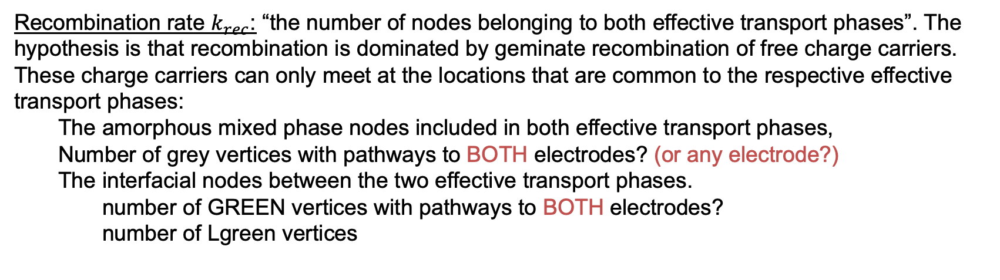 Recombination rate k_rec: “the number of nodes belonging to both effective transport phases”. The
hypothesis is that recombination is dominated by geminate recombination of free charge carriers.
These charge carriers can only meet at the locations that are common to the respective effective
transport phases:
The amorphous mixed phase nodes included in both effective transport phases,
Number of grey vertices with pathways to BOTH electrodes? (or any electrode?)
The interfacial nodes between the two effective transport phases.
number of GREEN vertices with pathways to BOTH electrodes?
number of Lgreen vertices